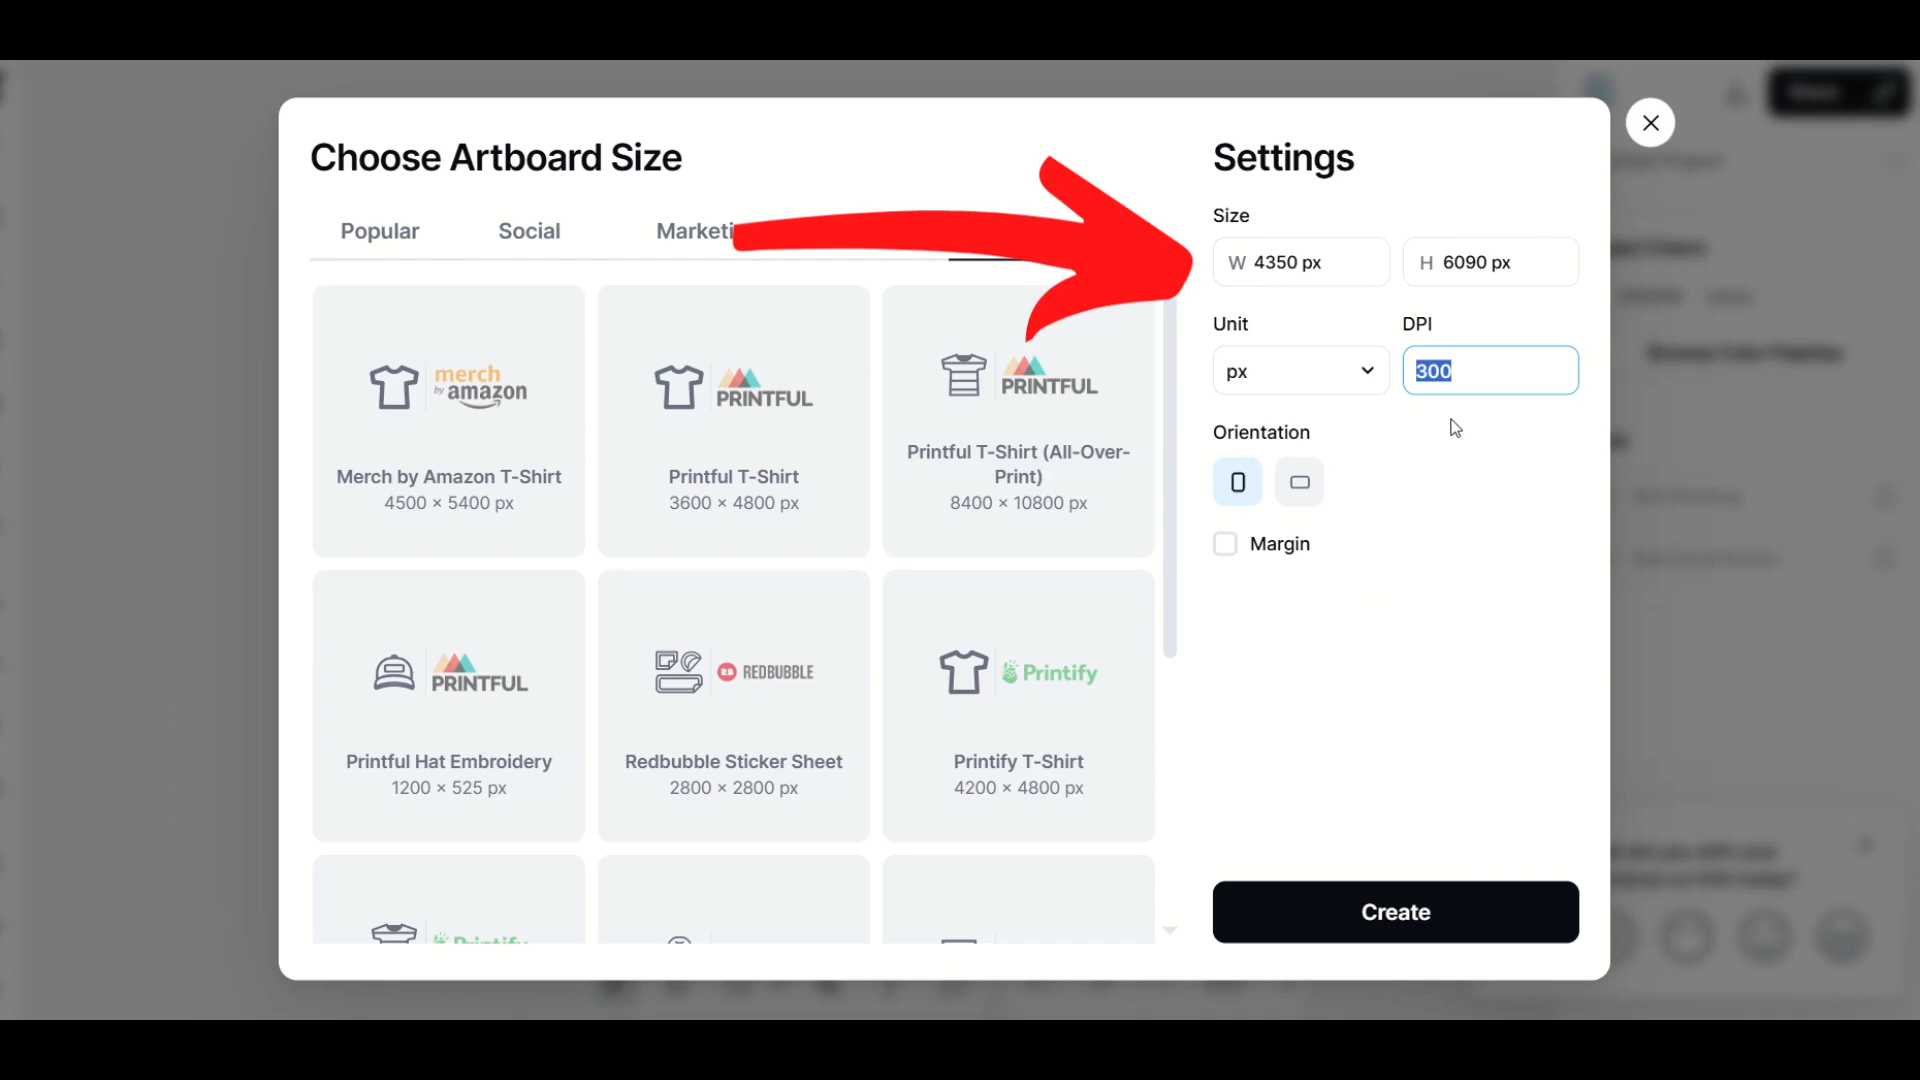 Choose Artboard Size
Popular Social Marketi
merch
by amazon
Merch by Amazon T-Shirt
4500 × 5400 px
PRINTFUL
Printful T-Shirt
3600 × 4800 px
PRINTFUL
Printful T-Shirt (All-Over-
Print)
8400 × 10800 px
PRINTFUL
Printful Hat Embroidery
1200 × 525 px
RB REDBUBBLE
Redbubble Sticker Sheet
2800 × 2800 px
Printify
Printify T-Shirt
4200 × 4800 px
Printify
Settings
Size
W 4350 px H 6090 px
Unit DPI
px 300
Orientation
Margin
Create